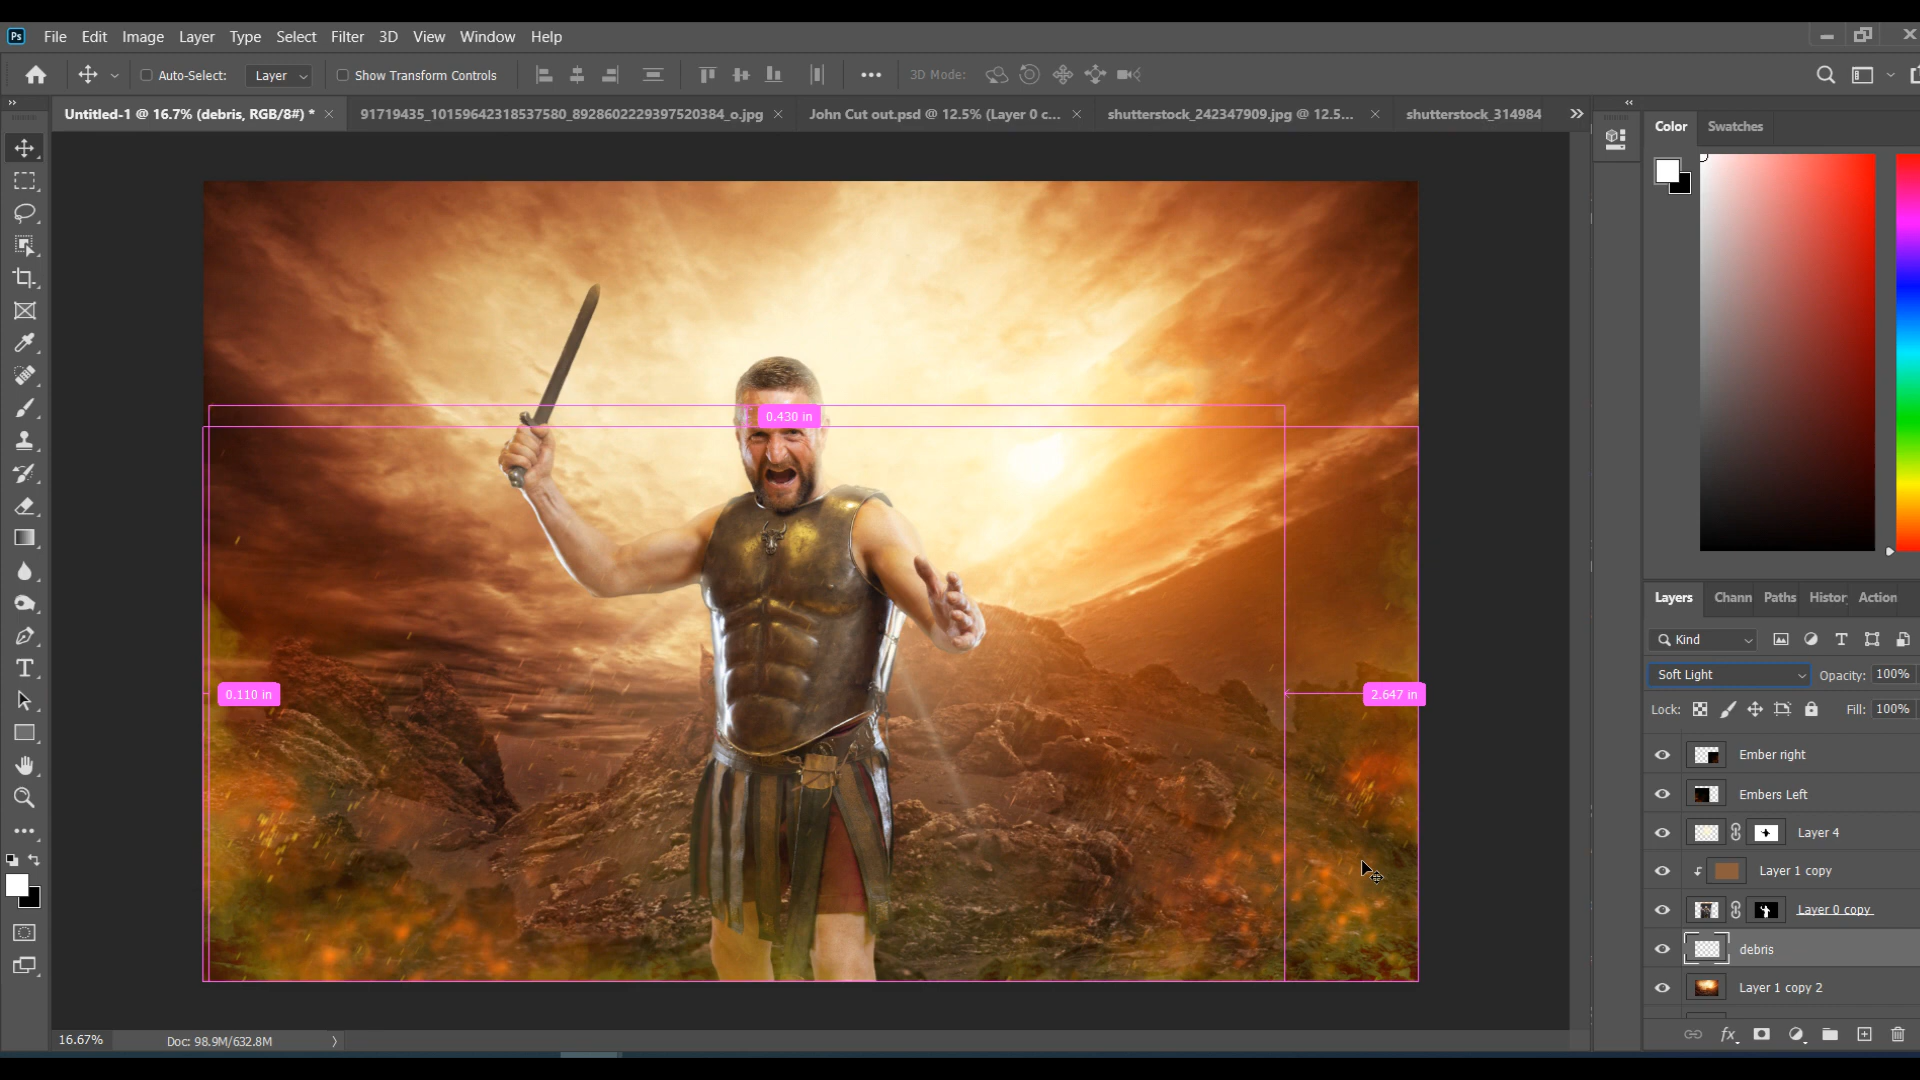 Ps File Edit Image Layer Type Select Filter 3D View Window Help
Auto-Select: Layer Show Transform Controls 3D Mode:
Untitled-1 @ 16.7% (debris, RGB/8#) * 91719435_10159642318537580_8928602229397520384_o.jpg John Cut out.psd @ 12.5% (Layer 0 c... shutterstock_242347909.jpg @ 12.5... shutterstock_314984
Color Swatches
0.430 in
0.110 in
2.647 in
Layers Chann Paths Histor Action
Kind
Soft Light Opacity: 100%
Lock: Fill: 100%
Ember right
Embers Left
Layer 4
Layer 1 copy
Layer 0 copy
debris
Layer 1 copy 2
fx
16.67% Doc: 98.9M/632.8M